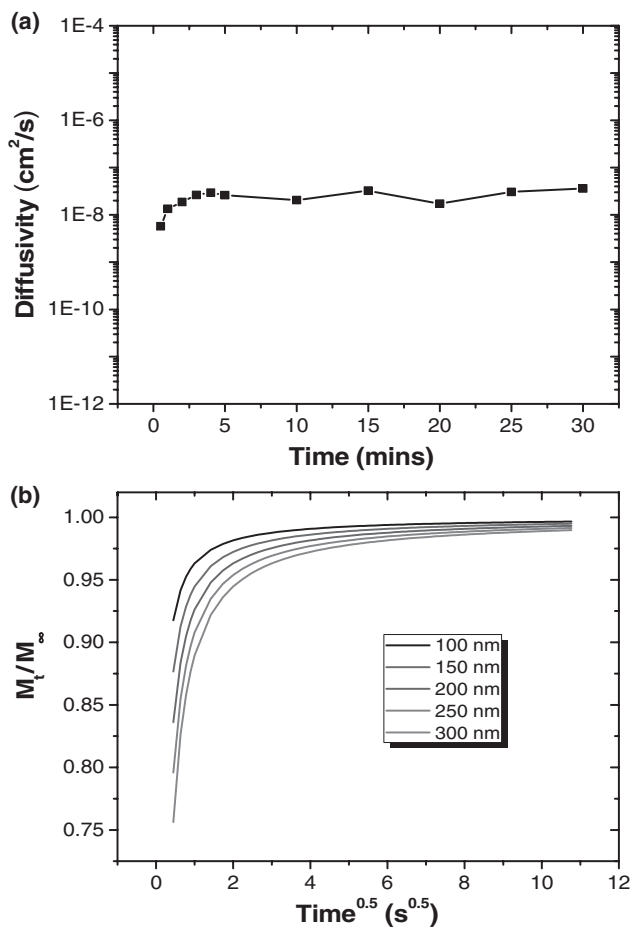 (a)
1E-4
1E-6
1E-8
1E-10
1E-12
Diffusivity (cm²/s)
0 5 10 15 20 25 30
Time (mins)
(b)
1.00
0.95
0.90
0.85
0.80
0.75
Mₜ/M∞
100 nm
150 nm
200 nm
250 nm
300 nm
0 2 4 6 8 10 12
Time⁰·⁵ (s⁰·⁵)